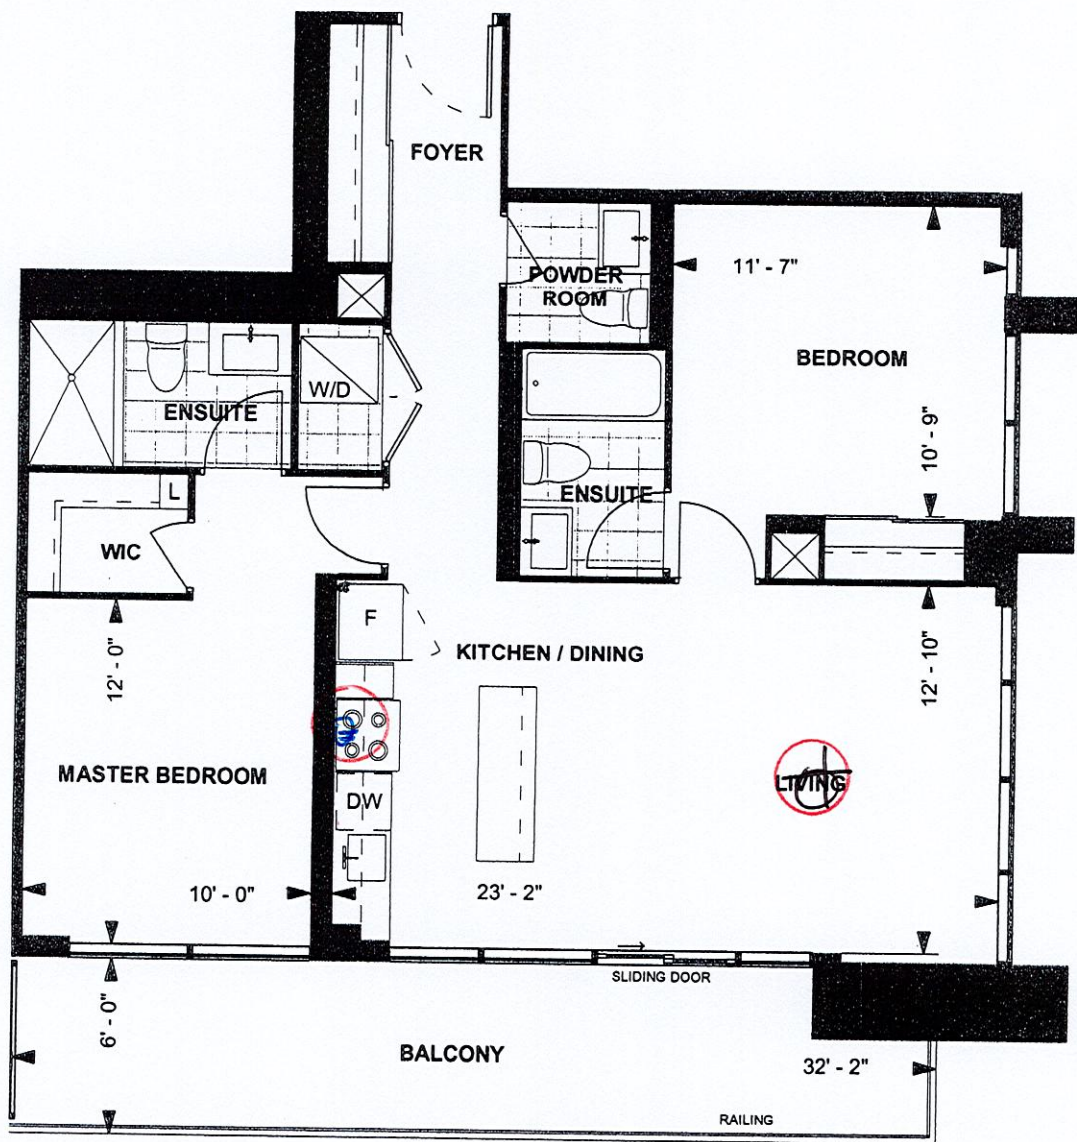 FOYER
POWDER
ROOM
11' - 7"
BEDROOM
10' - 9"
W/D
ENSUITE
ENSUITE
L
WIC
12' - 0"
F
KITCHEN / DINING
12' - 10"
MASTER BEDROOM
LIVING
DW
10' - 0"
23' - 2"
SLIDING DOOR
6' - 0"
BALCONY
32' - 2"
RAILING